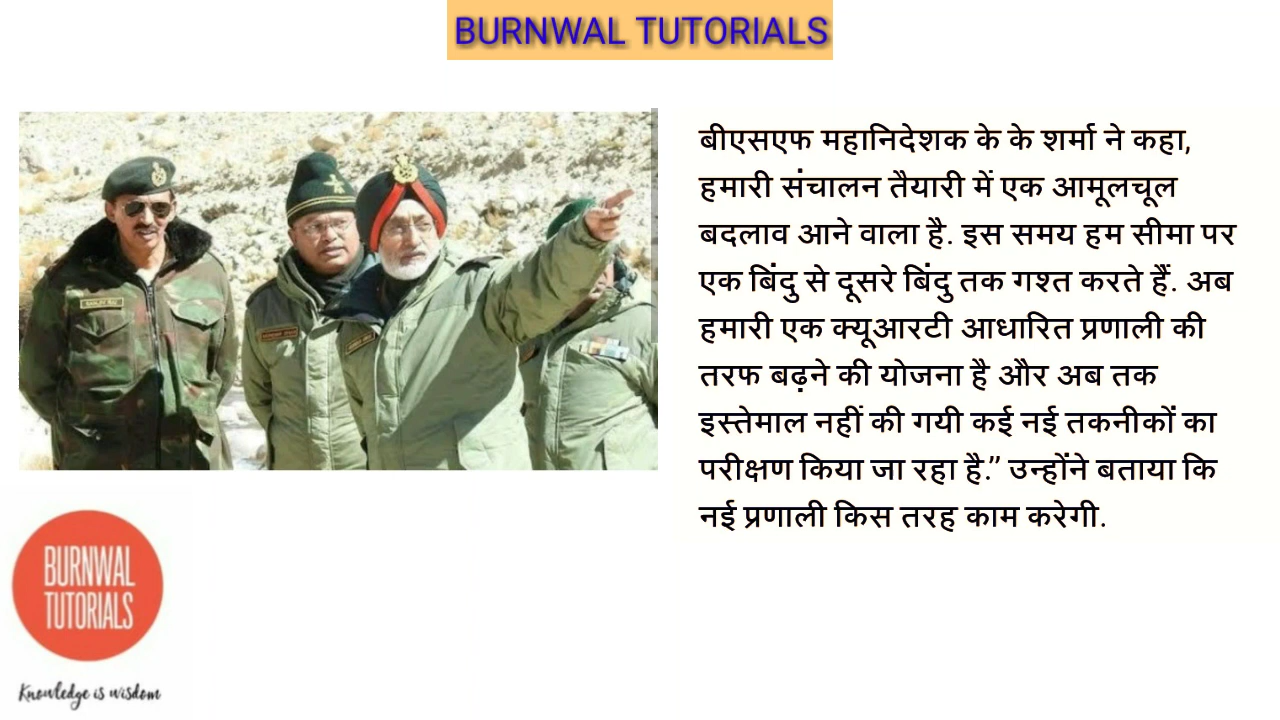 BURNWAL TUTORIALS
बीएसएफ महानिदेशक के के शर्मा ने कहा,
हमारी संचालन तैयारी में एक आमूलचूल
बदलाव आने वाला है. इस समय हम सीमा पर
एक बिंदु से दूसरे बिंदु तक गश्त करते हैं. अब
हमारी एक क्यूआरटी आधारित प्रणाली की
तरफ बढ़ने की योजना है और अब तक
इस्तेमाल नहीं की गयी कई नई तकनीकों का
परीक्षण किया जा रहा है.” उन्होंने बताया कि
नई प्रणाली किस तरह काम करेगी.
BURNWAL
TUTORIALS
Knowledge is wisdom